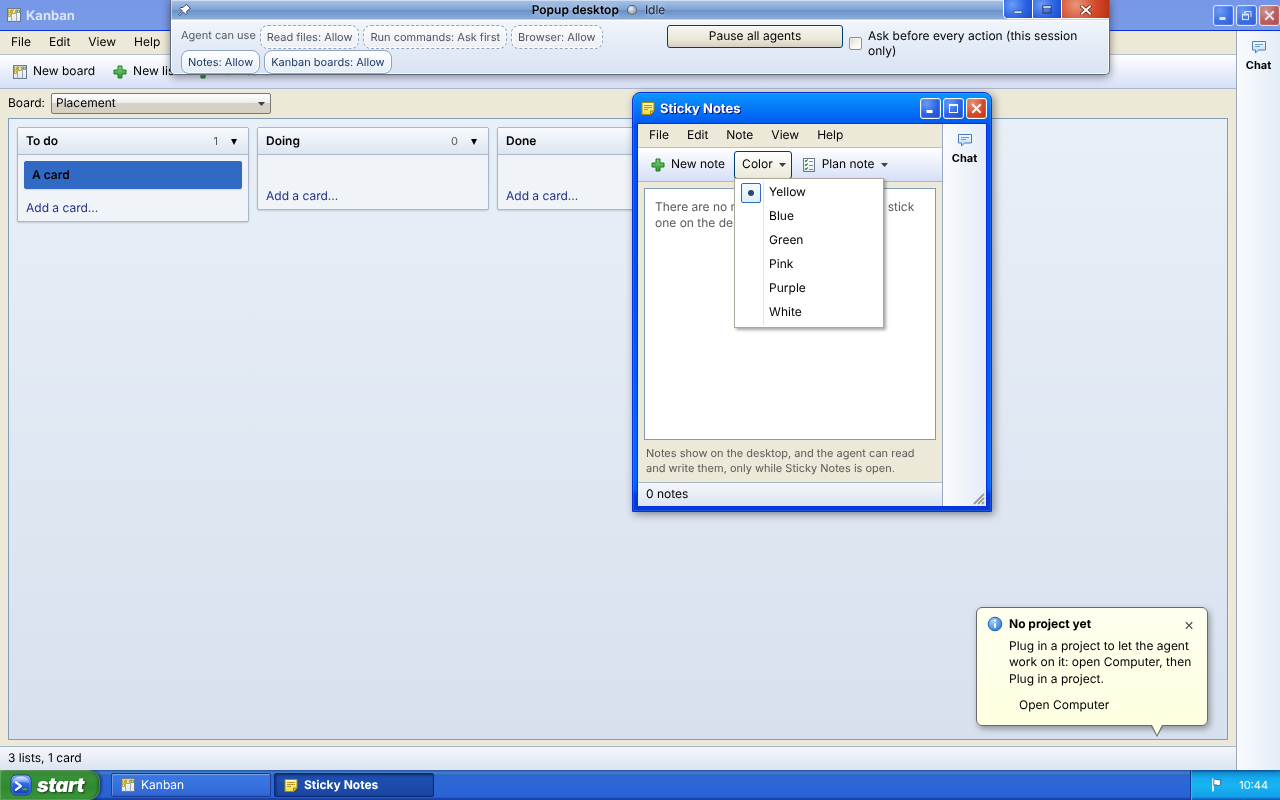 Kanban
File Edit View Help
New board New lis
Board: Placement
Popup desktop Idle
Agent can use Read files: Allow Run commands: Ask first Browser: Allow
Notes: Allow Kanban boards: Allow
Pause all agents
Ask before every action (this session
only)
Chat
To do 1
A card
Add a card...
Doing 0
Add a card...
Done
Add a card...
Sticky Notes
File Edit Note View Help
New note Color Plan note
Chat
There are no stick
one on the de
Yellow
Blue
Green
Pink
Purple
White
Notes show on the desktop, and the agent can read
and write them, only while Sticky Notes is open.
0 notes
No project yet
Plug in a project to let the agent
work on it: open Computer, then
Plug in a project.
Open Computer
3 lists, 1 card
start Kanban Sticky Notes 10:44